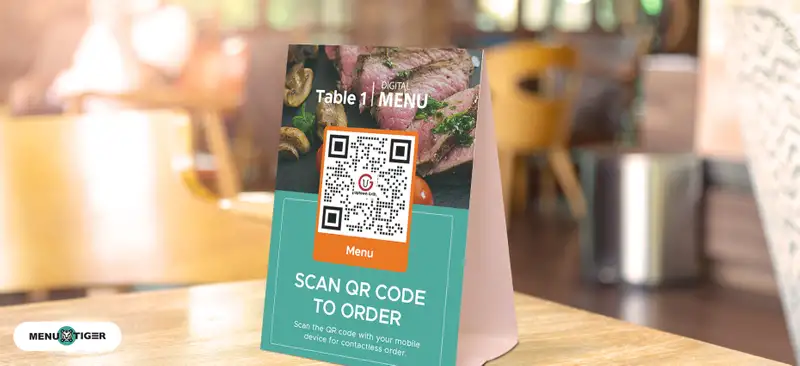 Table 1
DIGITAL
MENU
Menu
SCAN QR CODE
TO ORDER
Scan the QR code with your mobile
device for contactless order.
MENU TIGER